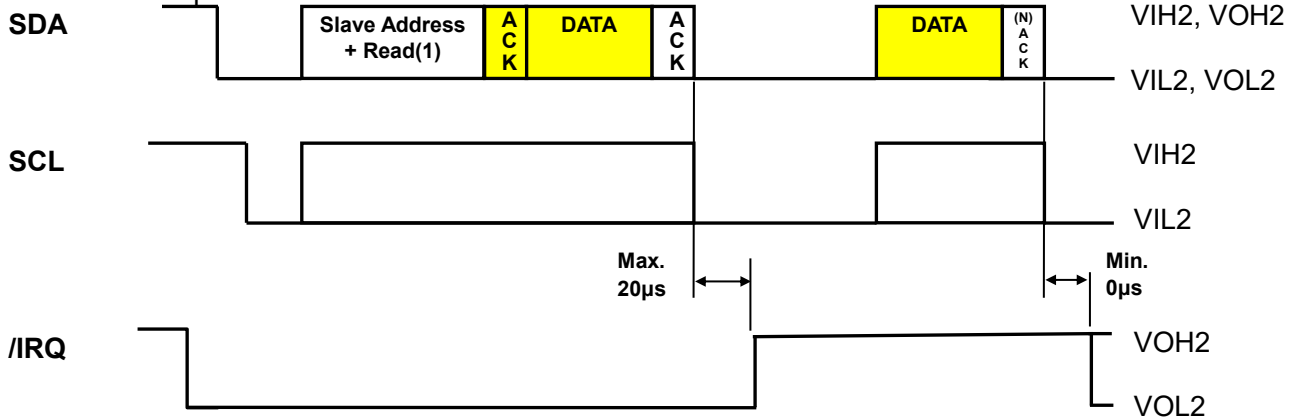 SDA
Slave Address
+ Read(1)
A
C
K
DATA
A
C
K
DATA
(N)
A
C
K
VIH2, VOH2
VIL2, VOL2
SCL
VIH2
VIL2
Max.
20µs
Min.
0µs
/IRQ
VOH2
VOL2